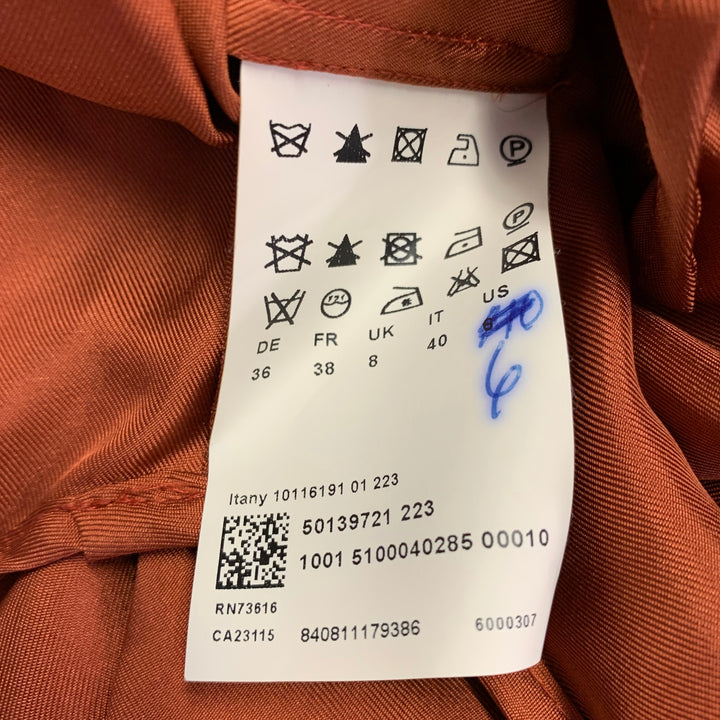 P
P
DE FR UK IT US
36 38 8 40
6
Itany 10116191 01 223
50139721 223
1001 5100040285 00010
RN73616
CA23115 840811179386 6000307